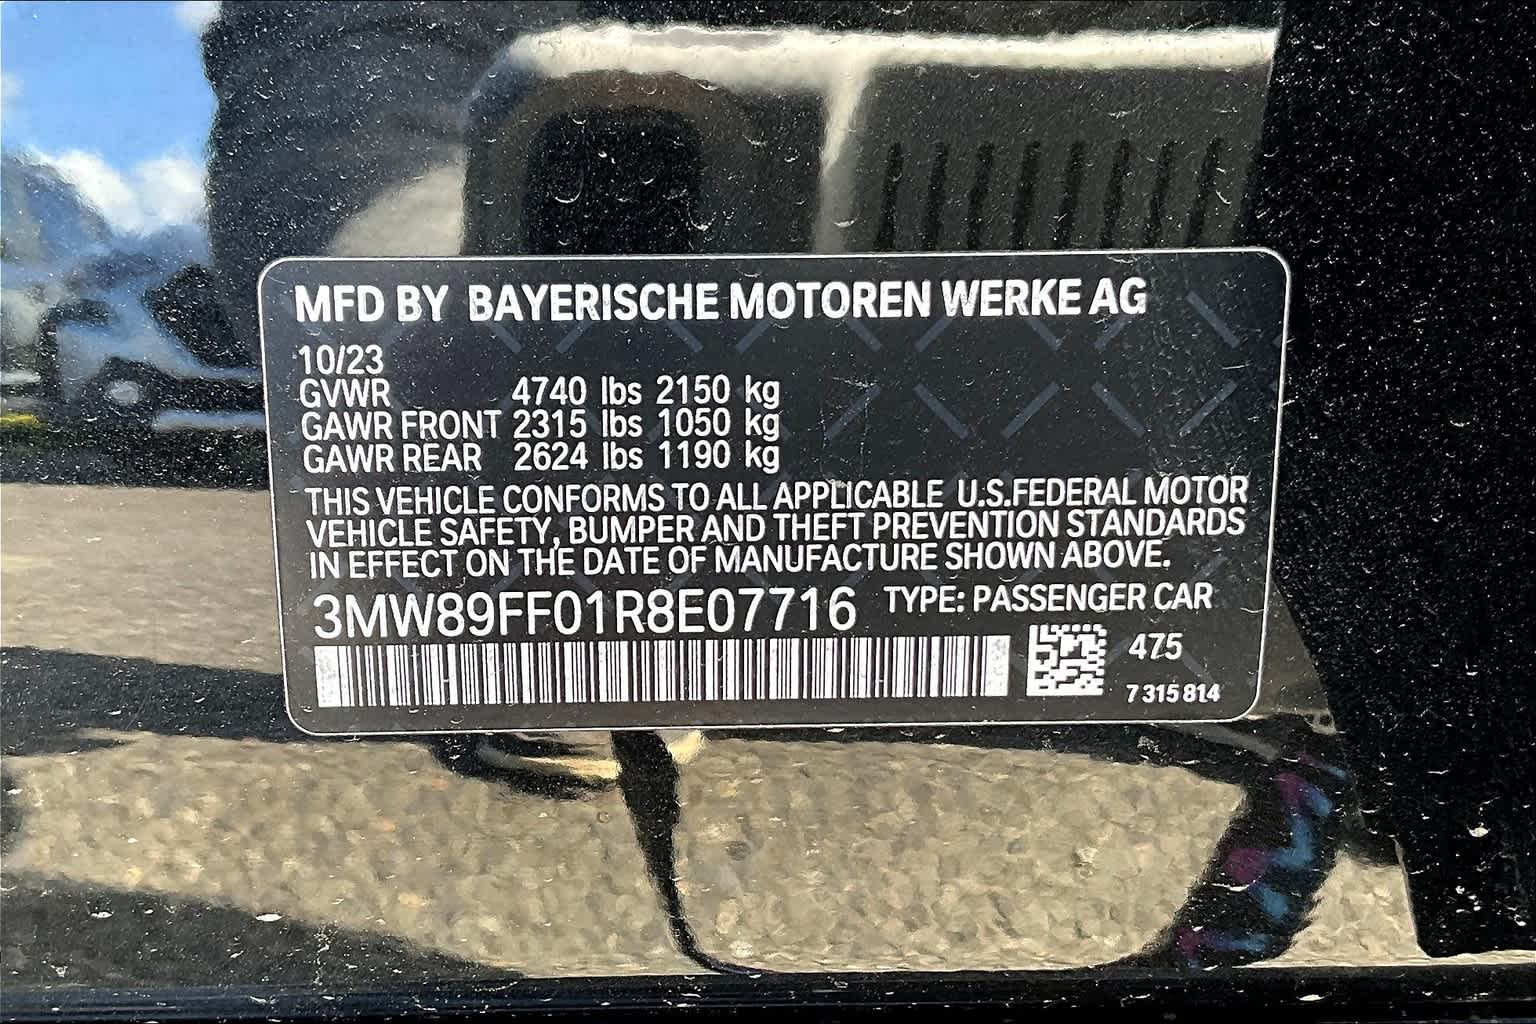 MFD BY BAYERISCHE MOTOREN WERKE AG
10/23
GVWR 4740 lbs 2150 kg
GAWR FRONT 2315 lbs 1050 kg
GAWR REAR 2624 lbs 1190 kg
THIS VEHICLE CONFORMS TO ALL APPLICABLE U.S.FEDERAL MOTOR
VEHICLE SAFETY, BUMPER AND THEFT PREVENTION STANDARDS
IN EFFECT ON THE DATE OF MANUFACTURE SHOWN ABOVE.
3MW89FF01R8E07716 TYPE: PASSENGER CAR
475
7 315 814